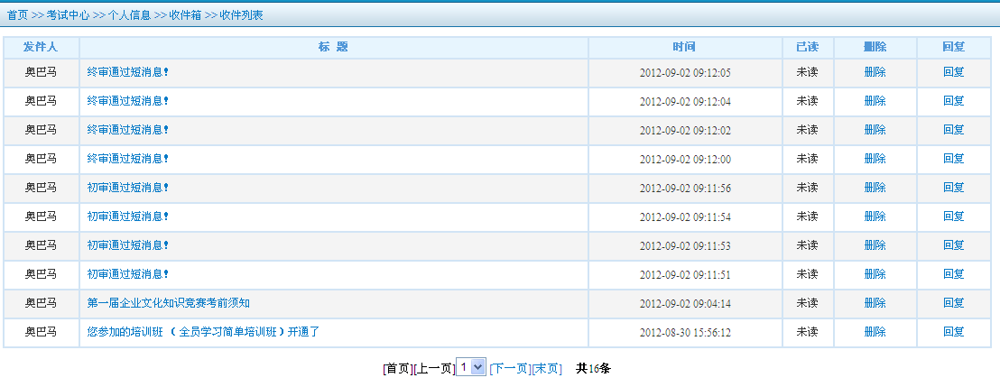 首页 >> 考试中心 >> 个人信息 >> 收件箱 >> 收件列表
发件人 标 题 时间 已读 删除 回复
奥巴马 终审通过短消息! 2012-09-02 09:12:05 未读 删除 回复
奥巴马 终审通过短消息! 2012-09-02 09:12:04 未读 删除 回复
奥巴马 终审通过短消息! 2012-09-02 09:12:02 未读 删除 回复
奥巴马 终审通过短消息! 2012-09-02 09:12:00 未读 删除 回复
奥巴马 初审通过短消息! 2012-09-02 09:11:56 未读 删除 回复
奥巴马 初审通过短消息! 2012-09-02 09:11:54 未读 删除 回复
奥巴马 初审通过短消息! 2012-09-02 09:11:53 未读 删除 回复
奥巴马 初审通过短消息! 2012-09-02 09:11:51 未读 删除 回复
奥巴马 第一届企业文化知识竞赛考前须知 2012-09-02 09:04:14 未读 删除 回复
奥巴马 您参加的培训班 (全员学习简单培训班)开通了 2012-08-30 15:56:12 未读 删除 回复
[首页][上一页] 1 [下一页][末页] 共16条